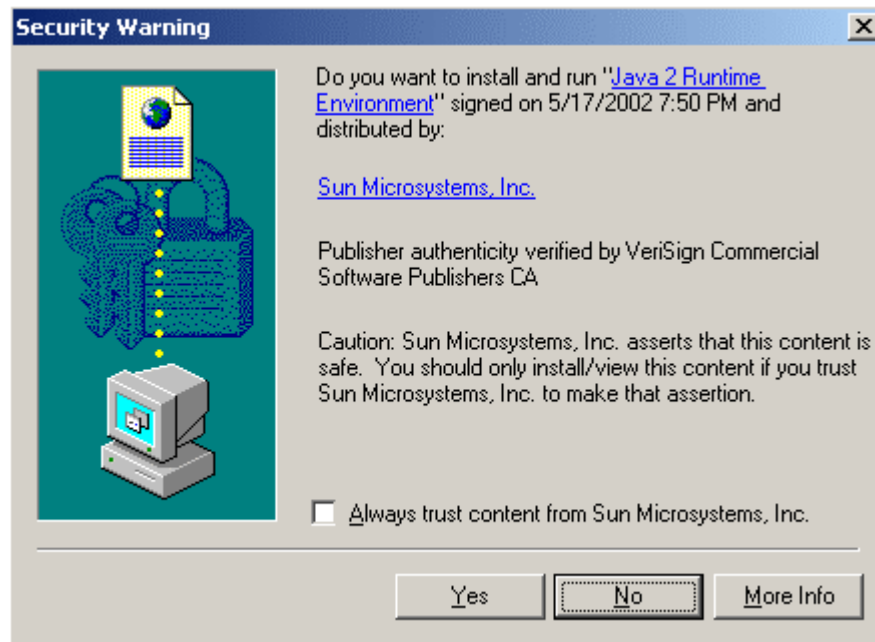 Security Warning
Do you want to install and run "Java 2 Runtime
Environment" signed on 5/17/2002 7:50 PM and
distributed by:
Sun Microsystems, Inc.
Publisher authenticity verified by VeriSign Commercial
Software Publishers CA
Caution: Sun Microsystems, Inc. asserts that this content is
safe.  You should only install/view this content if you trust
Sun Microsystems, Inc. to make that assertion.
Always trust content from Sun Microsystems, Inc.
Yes No More Info